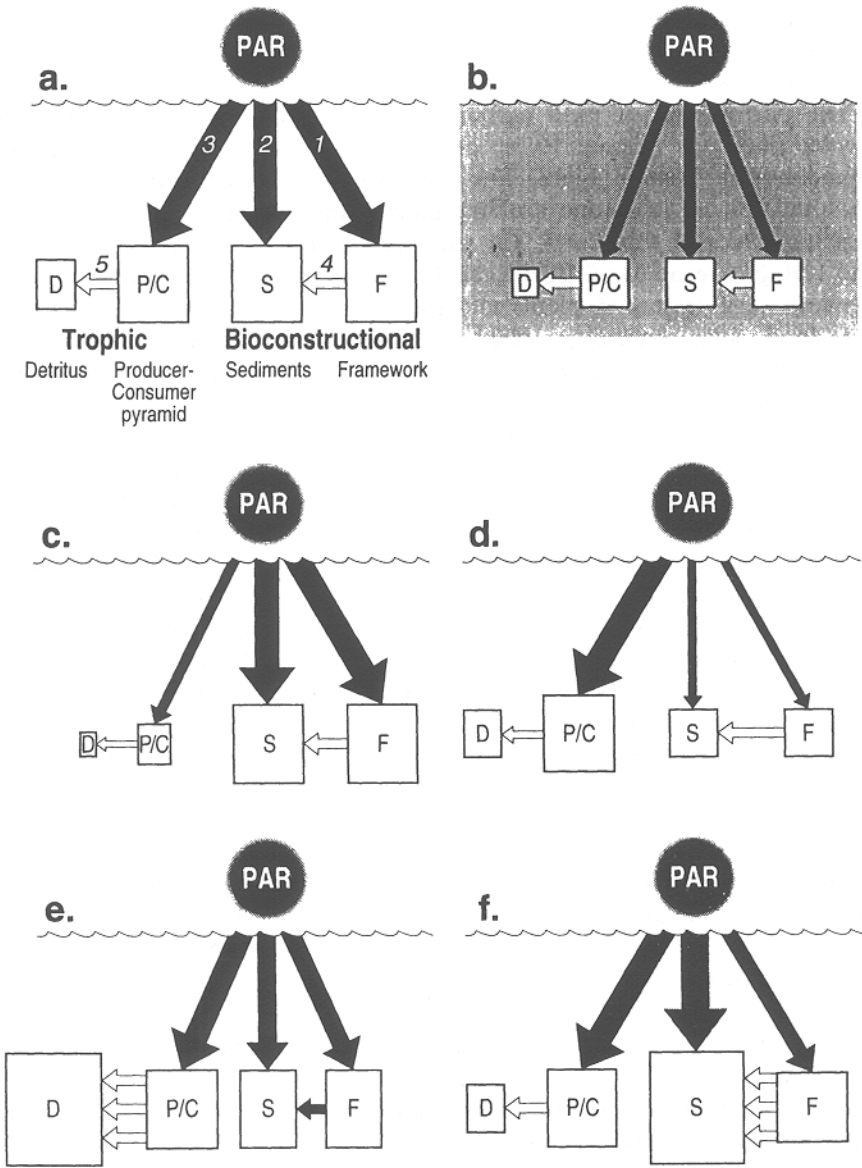 PAR
a.
3 2 1
5 4
D P/C S F
Trophic Bioconstructional
Detritus Producer- Sediments Framework
Consumer
pyramid
PAR
b.
D P/C S F
PAR
c.
D P/C S F
PAR
d.
D P/C S F
PAR
e.
D P/C S F
PAR
f.
D P/C S F